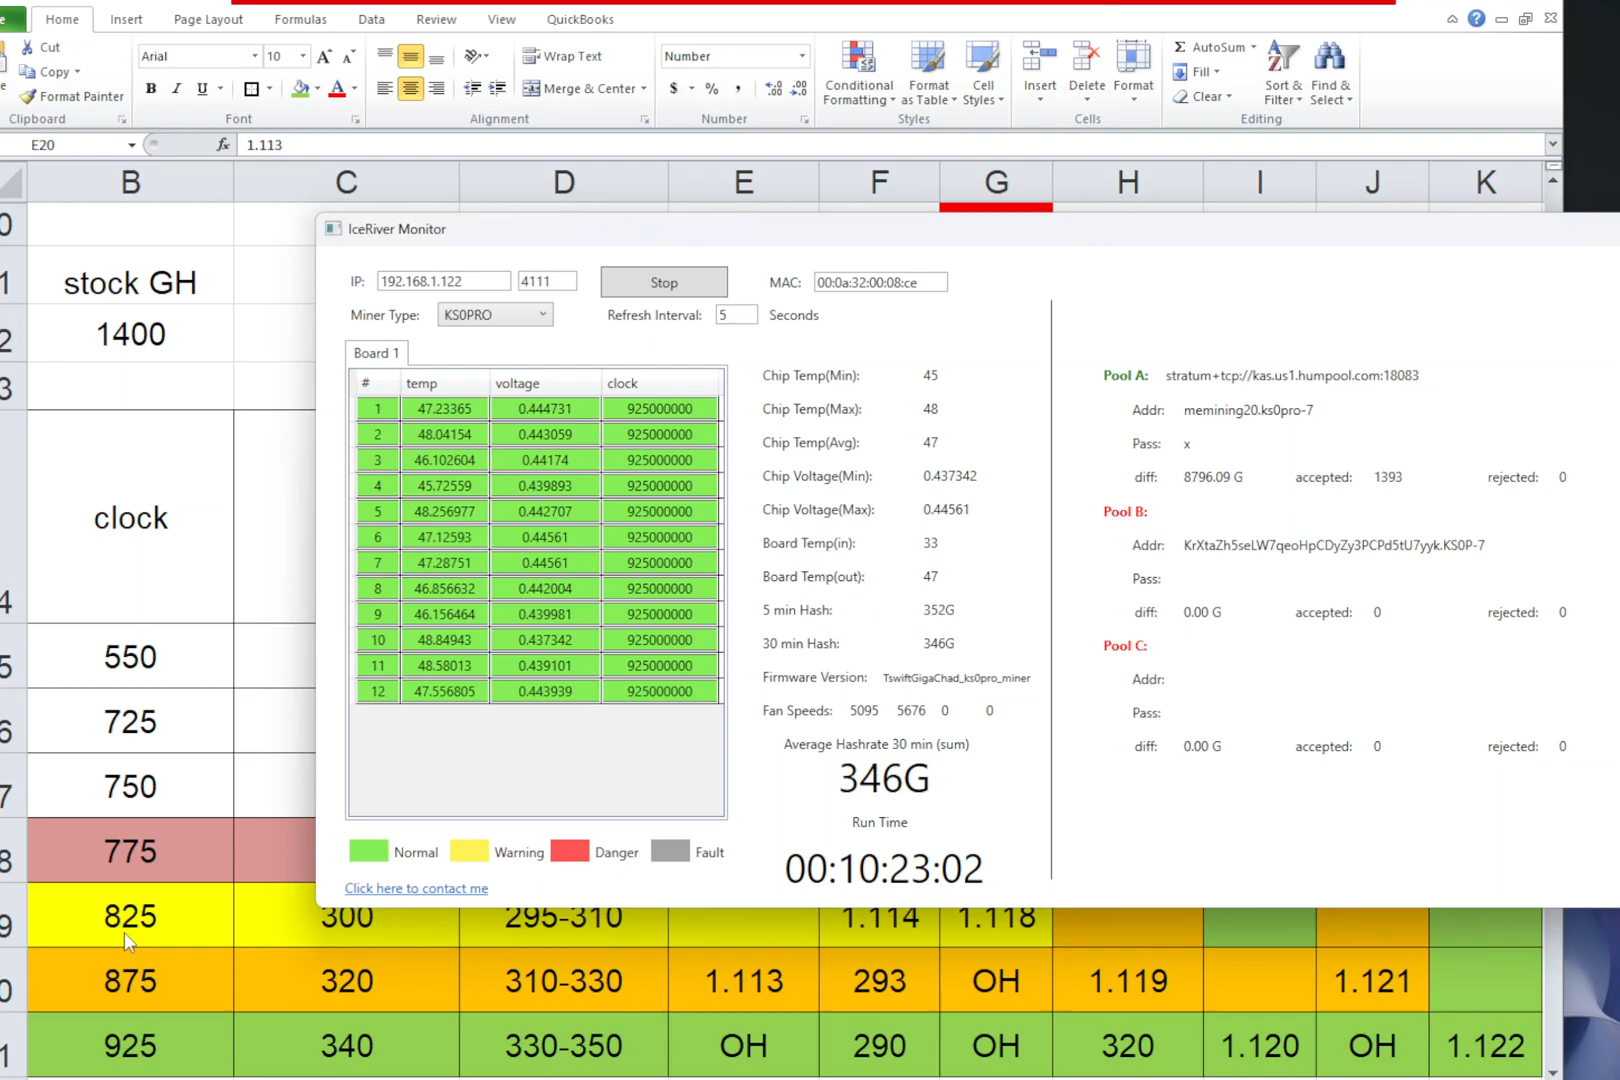 Home Insert Page Layout Formulas Data Review View QuickBooks
Cut
Copy
Format Painter
Clipboard
Arial 10
B I U
Font
Wrap Text
Merge & Center
Alignment
Number
$ % ,
Number
Conditional Formatting
Format as Table
Cell Styles
Styles
Insert Delete Format
Cells
Σ AutoSum
Fill
Clear
Sort & Filter
Find & Select
Editing
E20 fx 1.113
B C D E F G H I J K
stock GH
1400
clock
550
725
750
775
825 300 295-310 1.114 1.118
875 320 310-330 1.113 293 OH 1.119 1.121
925 340 330-350 OH 290 OH 320 1.120 OH 1.122
IceRiver Monitor
IP: 192.168.1.122 4111 Stop MAC: 00:0a:32:00:08:ce
Miner Type: KS0PRO Refresh Interval: 5 Seconds
Board 1
# temp voltage clock
1 47.23365 0.444731 925000000
2 48.04154 0.443059 925000000
3 46.102604 0.44174 925000000
4 45.72559 0.439893 925000000
5 48.256977 0.442707 925000000
6 47.12593 0.44561 925000000
7 47.28751 0.44561 925000000
8 46.856632 0.442004 925000000
9 46.156464 0.439981 925000000
10 48.84943 0.437342 925000000
11 48.58013 0.439101 925000000
12 47.556805 0.443939 925000000
Normal Warning Danger Fault
Click here to contact me
Chip Temp(Min): 45
Chip Temp(Max): 48
Chip Temp(Avg): 47
Chip Voltage(Min): 0.437342
Chip Voltage(Max): 0.44561
Board Temp(in): 33
Board Temp(out): 47
5 min Hash: 352G
30 min Hash: 346G
Firmware Version: TswiftGigaChad_ks0pro_miner
Fan Speeds: 5095 5676 0 0
Average Hashrate 30 min (sum)
346G
Run Time
00:10:23:02
Pool A: stratum+tcp://kas.us1.humpool.com:18083
Addr: memining20.ks0pro-7
Pass: x
diff: 8796.09 G accepted: 1393 rejected: 0
Pool B:
Addr: KrXtaZh5seLW7qeoHpCDyZy3PCPd5tU7yyk.KS0P-7
Pass:
diff: 0.00 G accepted: 0 rejected: 0
Pool C:
Addr:
Pass:
diff: 0.00 G accepted: 0 rejected: 0